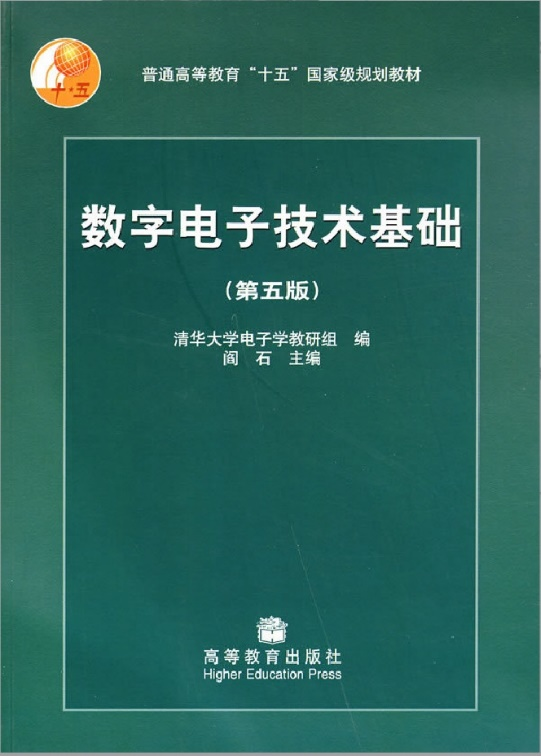 十·五
普通高等教育“十五”国家级规划教材
数字电子技术基础
（第五版）
清华大学电子学教研组 编
阎 石 主编
高等教育出版社
Higher Education Press